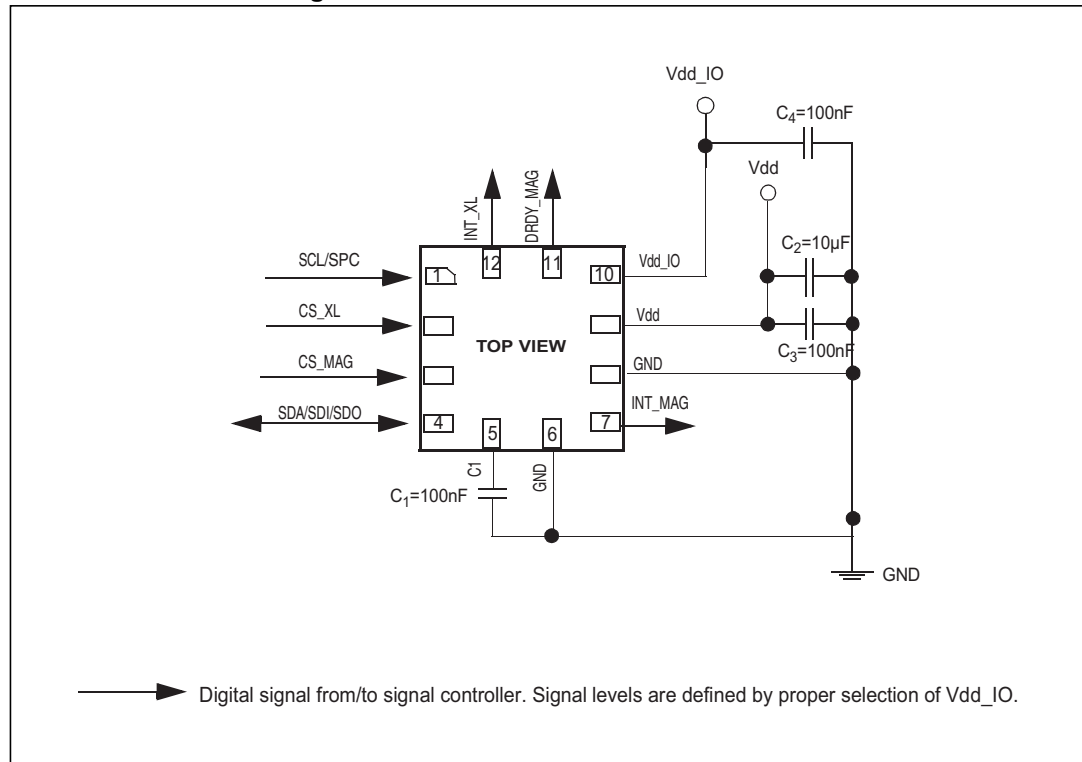 Vdd_IO
C4=100nF
Vdd
INT_XL
DRDY_MAG
C2=10µF
SCL/SPC
1
12
11
10
Vdd_IO
CS_XL
Vdd
TOP VIEW
C3=100nF
CS_MAG
GND
SDA/SDI/SDO
4
5
6
7
INT_MAG
C1
GND
C1=100nF
GND
Digital signal from/to signal controller. Signal levels are defined by proper selection of Vdd_IO.